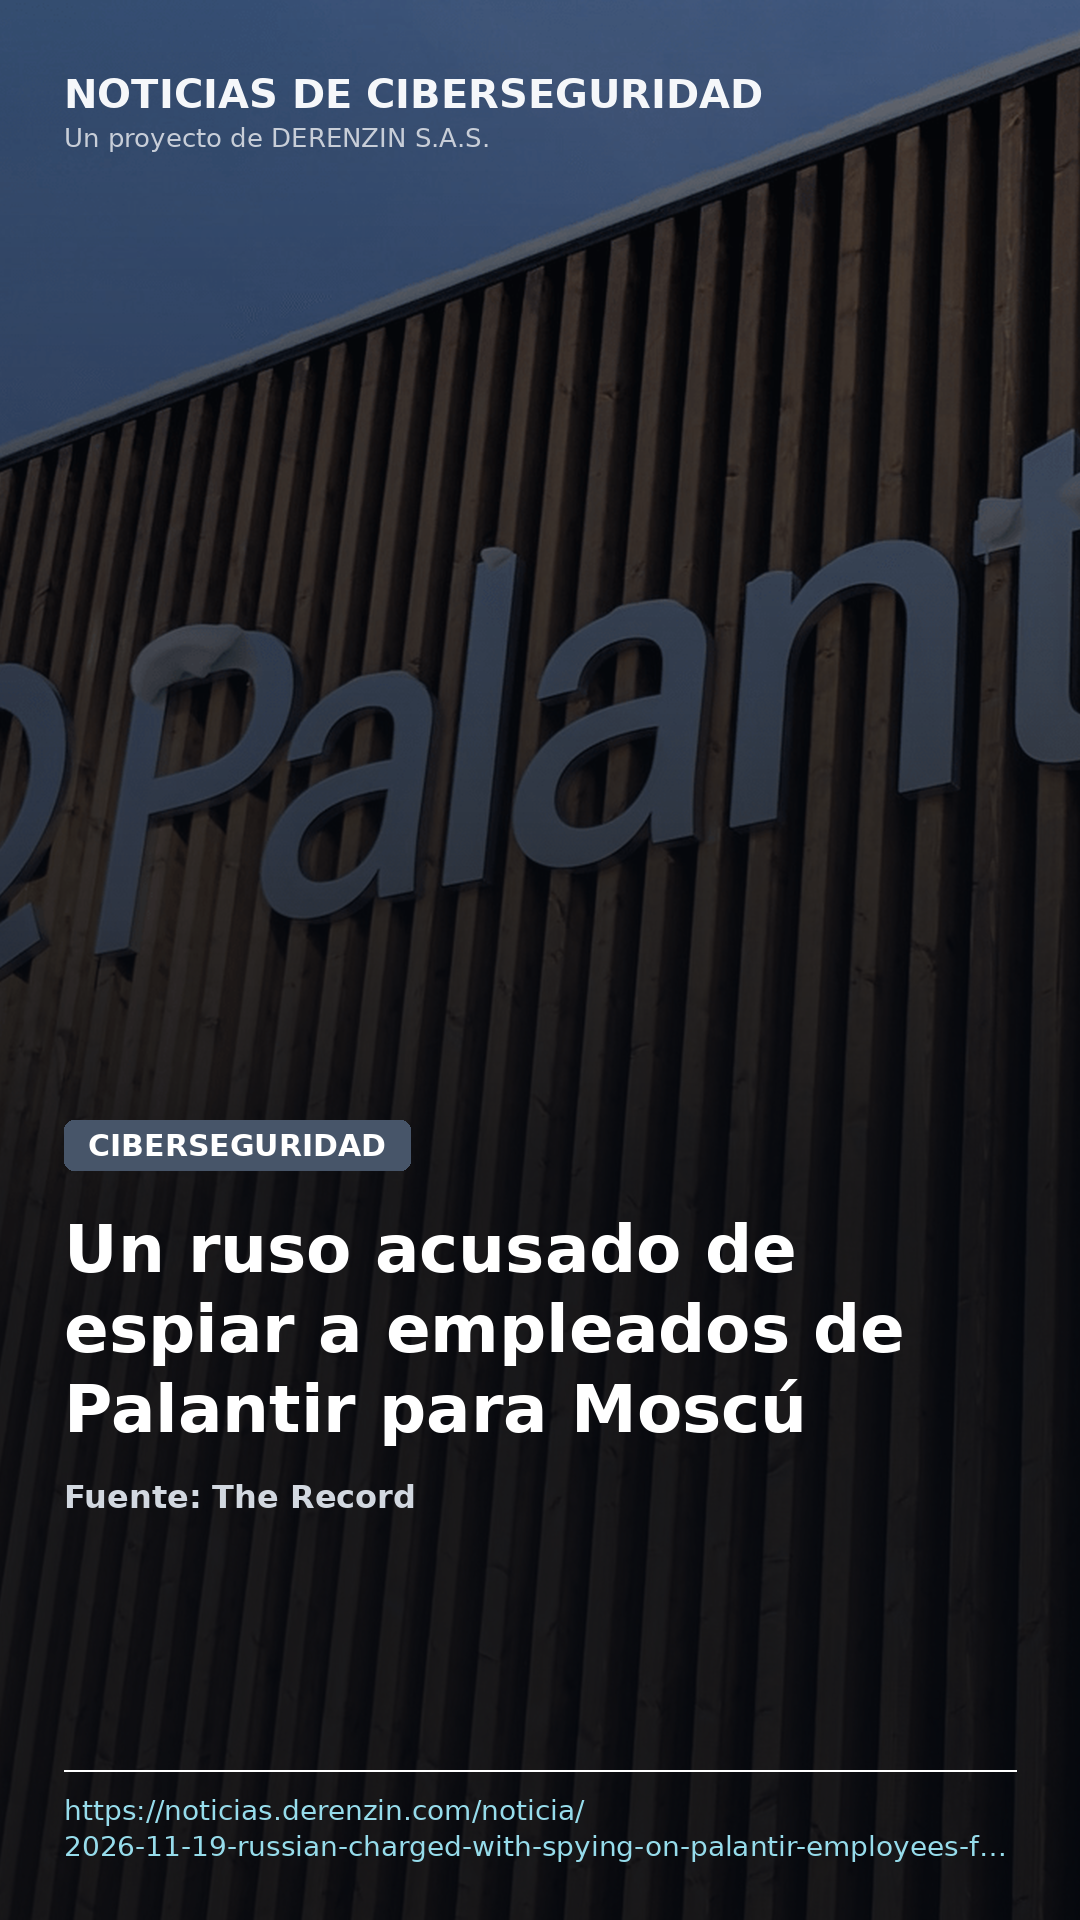 NOTICIAS DE CIBERSEGURIDAD
Un proyecto de DERENZIN S.A.S.
Palant
CIBERSEGURIDAD
Un ruso acusado de
espiar a empleados de
Palantir para Moscú
Fuente: The Record
https://noticias.derenzin.com/noticia/
2026-11-19-russian-charged-with-spying-on-palantir-employees-f...